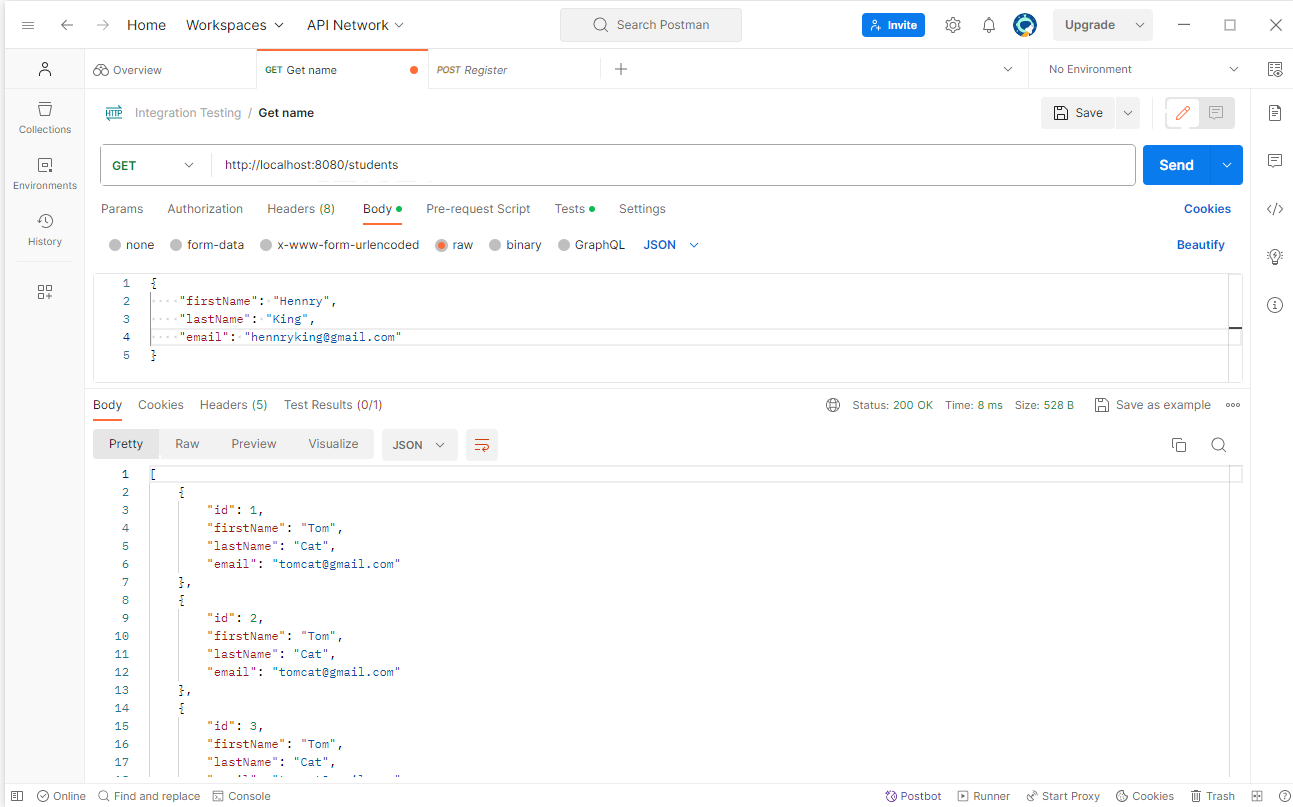 Home Workspaces API Network Search Postman Invite Upgrade
Overview GET Get name POST Register No Environment
HTTP Integration Testing / Get name Save
Collections
GET http://localhost:8080/students Send
Environments
Params Authorization Headers (8) Body Pre-request Script Tests Settings Cookies
History
none form-data x-www-form-urlencoded raw binary GraphQL JSON Beautify
1 {
2 "firstName": "Hennry",
3 "lastName": "King",
4 "email": "hennryking@gmail.com"
5 }
Body Cookies Headers (5) Test Results (0/1) Status: 200 OK Time: 8 ms Size: 528 B Save as example
Pretty Raw Preview Visualize JSON
1 [
2 {
3 "id": 1,
4 "firstName": "Tom",
5 "lastName": "Cat",
6 "email": "tomcat@gmail.com"
7 },
8 {
9 "id": 2,
10 "firstName": "Tom",
11 "lastName": "Cat",
12 "email": "tomcat@gmail.com"
13 },
14 {
15 "id": 3,
16 "firstName": "Tom",
17 "lastName": "Cat",
Online Find and replace Console Postbot Runner Start Proxy Cookies Trash